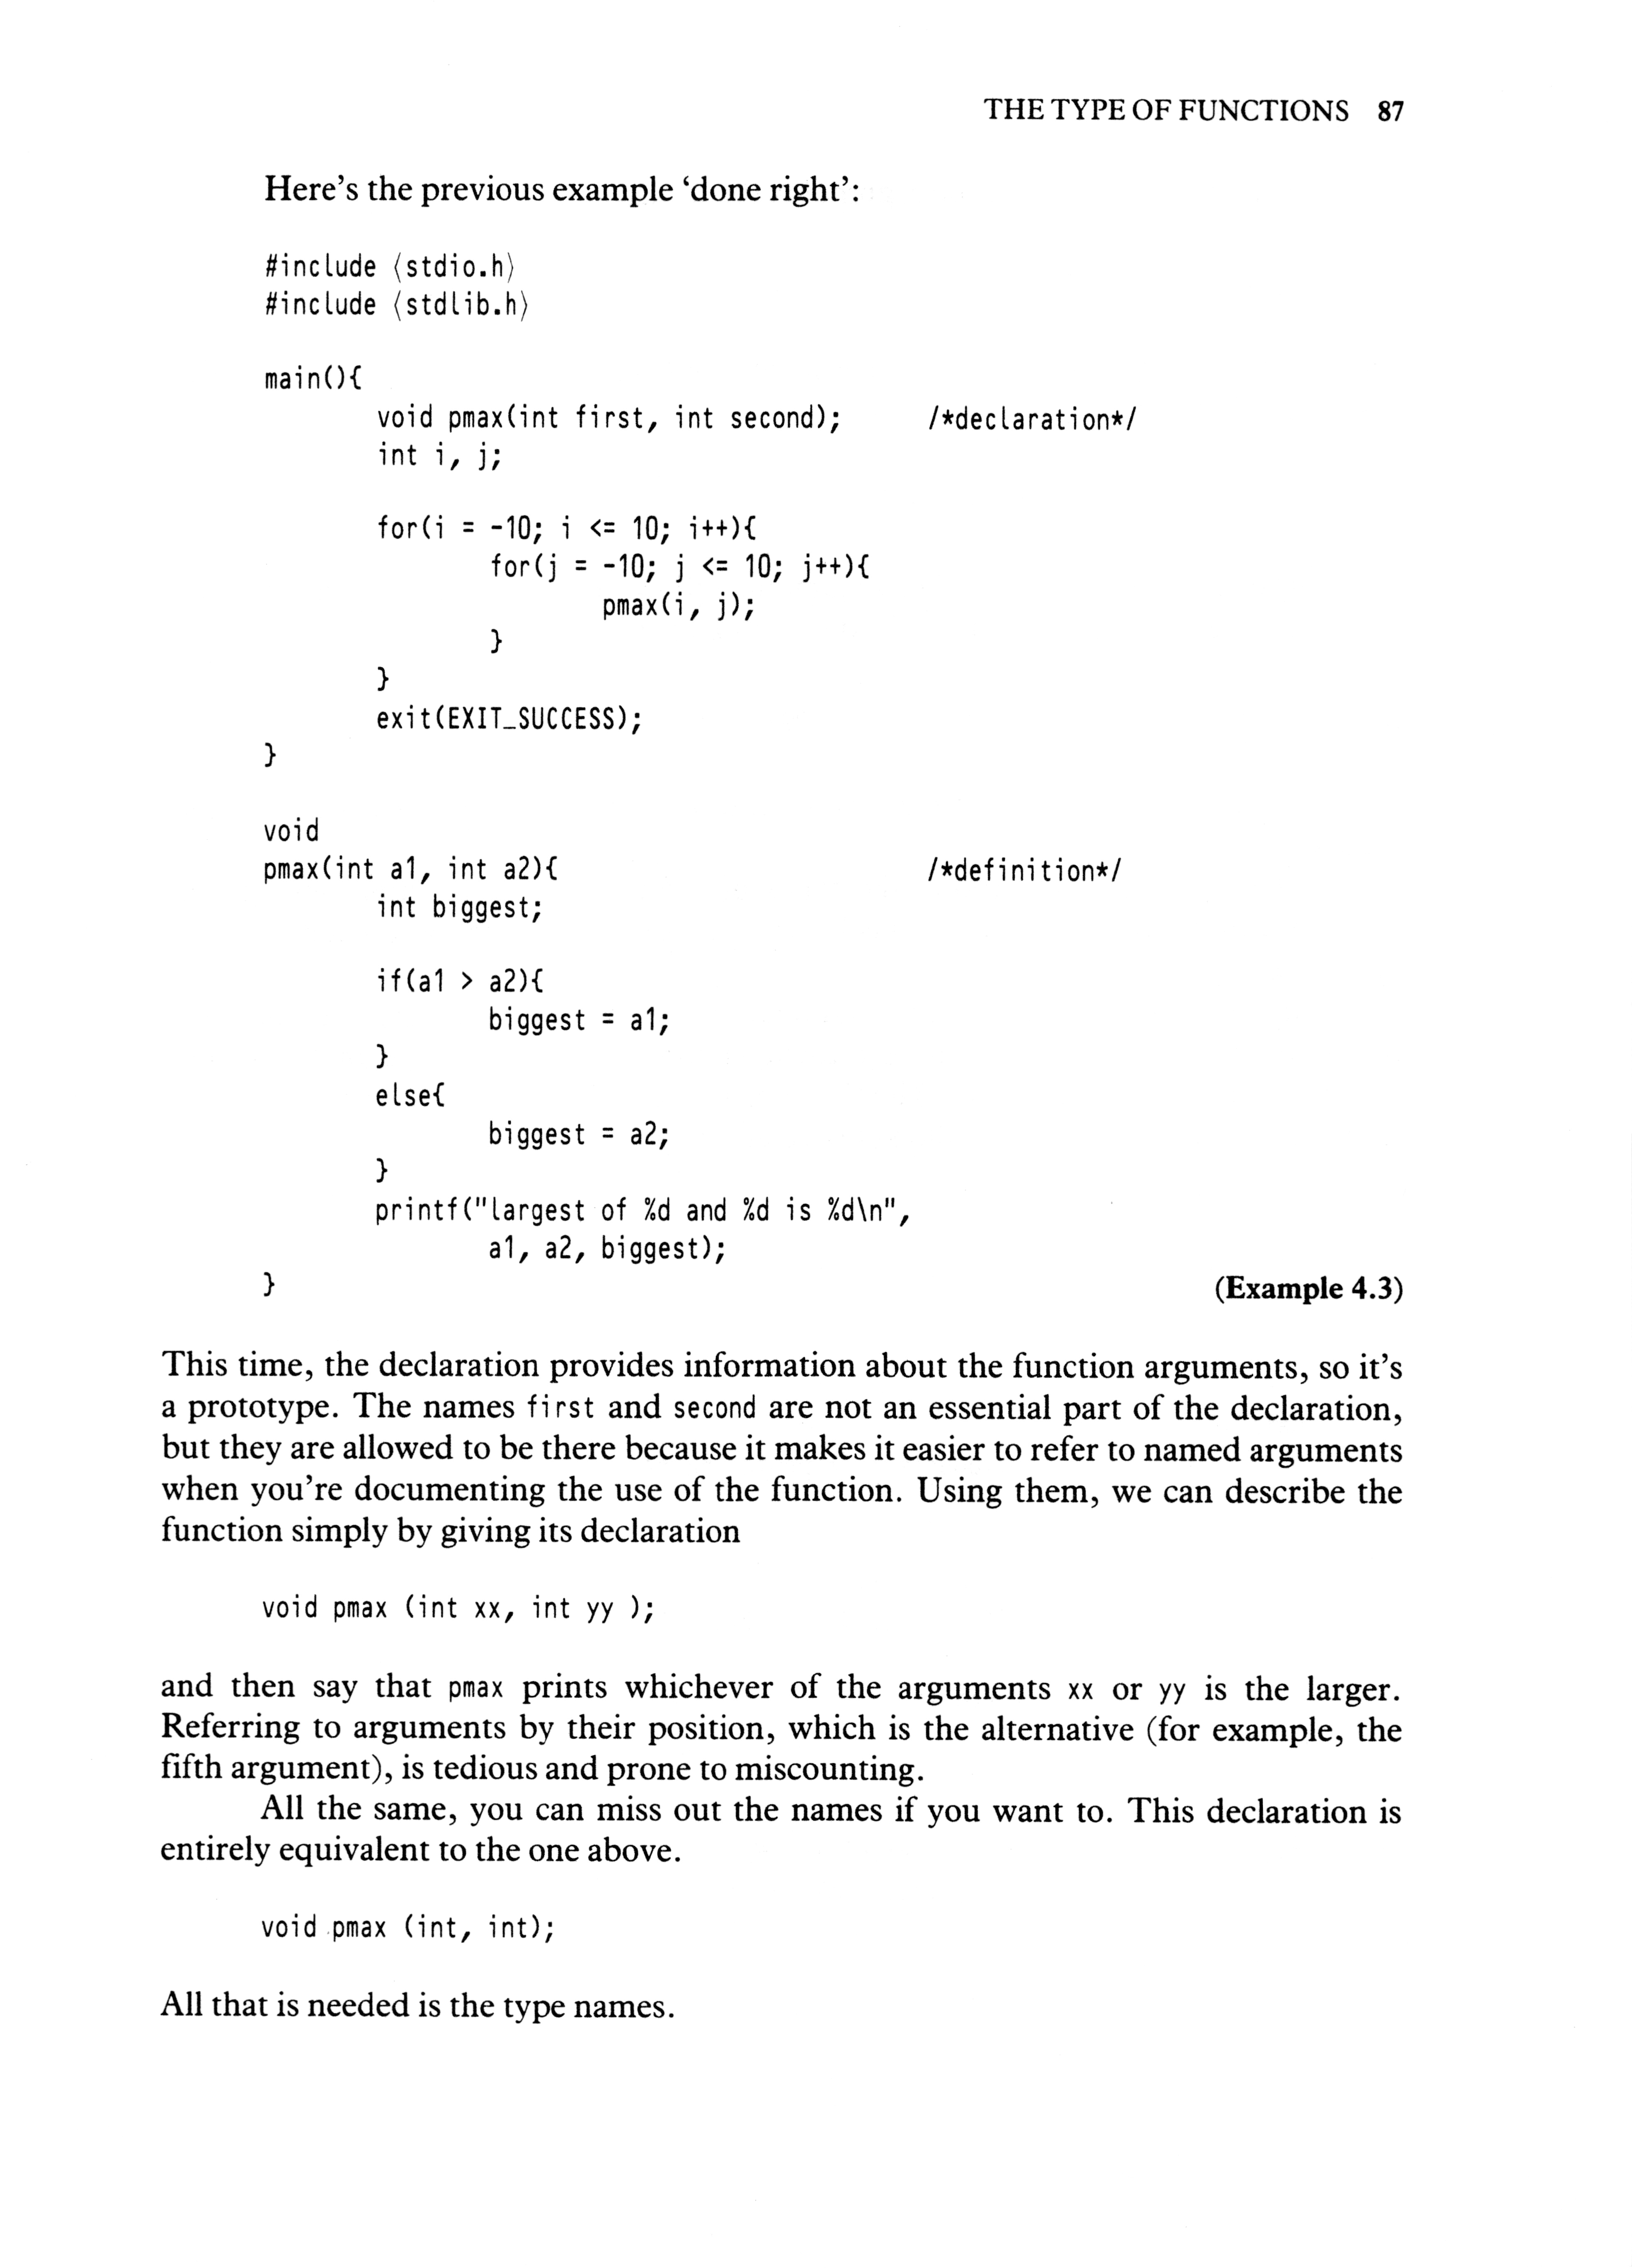 THE TYPE OF FUNCTIONS 87
Here's the previous example ‘done right’:
#include ⟨stdio.h⟩
#include ⟨stdlib.h⟩
main(){
void pmax(int first, int second); /*declaration*/
int i, j;
for(i = -10; i <= 10; i++){
for(j = -10; j <= 10; j++){
pmax(i, j);
}
}
exit(EXIT_SUCCESS);
}
void
pmax(int a1, int a2){ /*definition*/
int biggest;
if(a1 > a2){
biggest = a1;
}
else{
biggest = a2;
}
printf("largest of %d and %d is %d\n",
a1, a2, biggest);
}
(Example 4.3)
This time, the declaration provides information about the function arguments, so it's
a prototype. The names first and second are not an essential part of the declaration,
but they are allowed to be there because it makes it easier to refer to named arguments
when you're documenting the use of the function. Using them, we can describe the
function simply by giving its declaration
void pmax (int xx, int yy );
and then say that pmax prints whichever of the arguments xx or yy is the larger.
Referring to arguments by their position, which is the alternative (for example, the
fifth argument), is tedious and prone to miscounting.
All the same, you can miss out the names if you want to. This declaration is
entirely equivalent to the one above.
void pmax (int, int);
All that is needed is the type names.